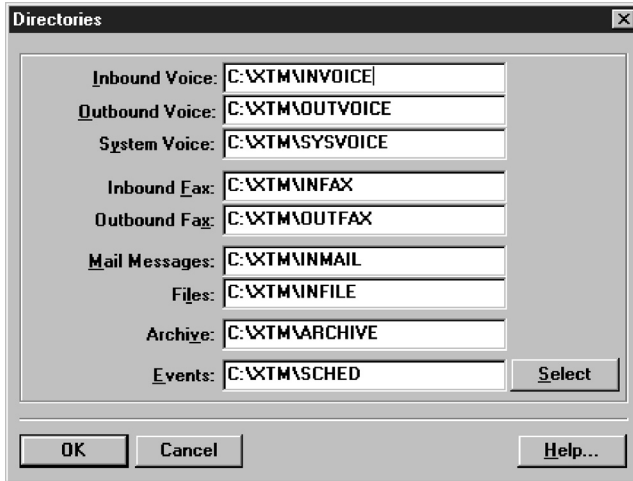 Directories
Inbound Voice: C:\XTM\INVOICE
Outbound Voice: C:\XTM\OUTVOICE
System Voice: C:\XTM\SYSVOICE
Inbound Fax: C:\XTM\INFAX
Outbound Fax: C:\XTM\OUTFAX
Mail Messages: C:\XTM\INMAIL
Files: C:\XTM\INFILE
Archive: C:\XTM\ARCHIVE
Events: C:\XTM\SCHED Select
OK Cancel Help...